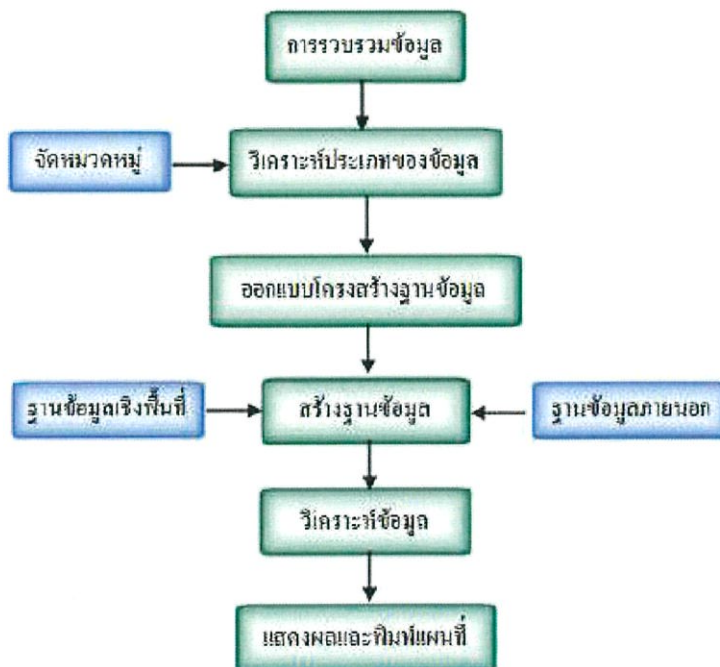 การรวบรวมข้อมูล
จัดหมวดหมู่
วิเคราะห์ประเภทของข้อมูล
ออกแบบโครงสร้างฐานข้อมูล
ฐานข้อมูลเชิงพื้นที่
สร้างฐานข้อมูล
ฐานข้อมูลภายนอก
วิเคราะห์ข้อมูล
แสดงผลและพิมพ์แผนที่